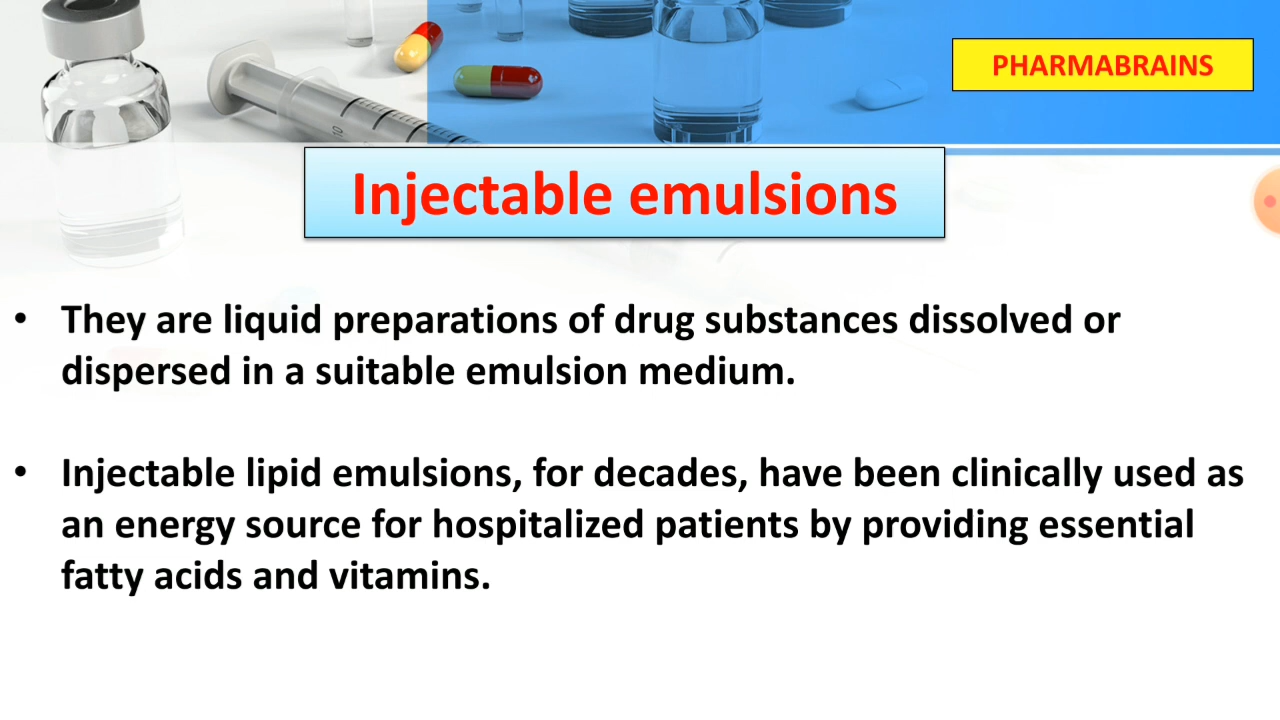 PHARMABRAINS
Injectable emulsions
• They are liquid preparations of drug substances dissolved or
dispersed in a suitable emulsion medium.
• Injectable lipid emulsions, for decades, have been clinically used as
an energy source for hospitalized patients by providing essential
fatty acids and vitamins.